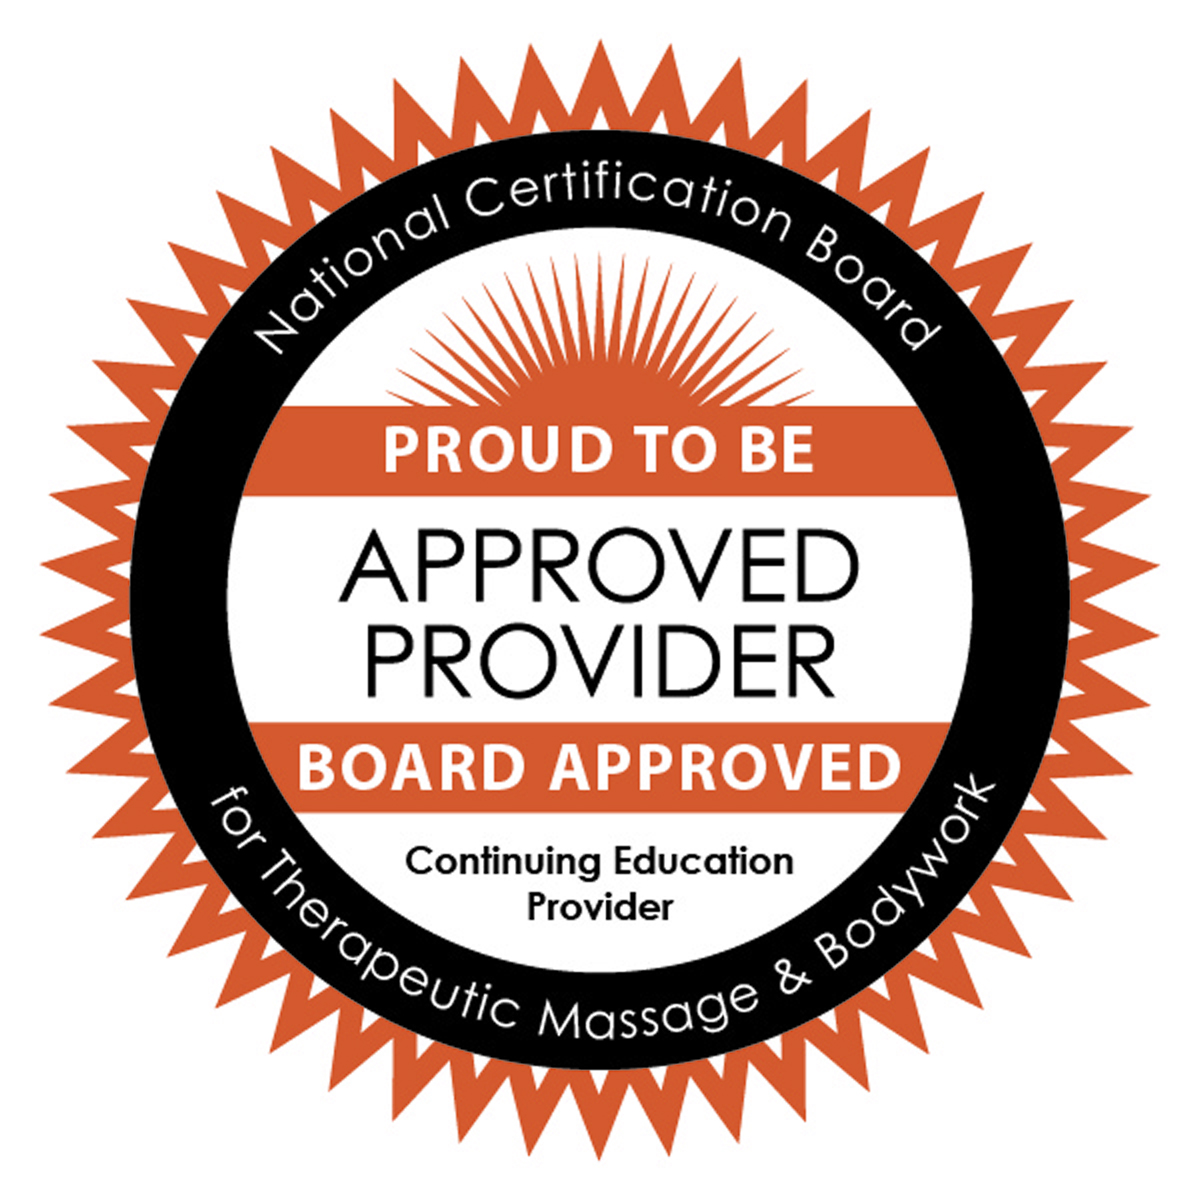 National Certification Board
PROUD TO BE
APPROVED
PROVIDER
BOARD APPROVED
Continuing Education
Provider
for Therapeutic Massage & Bodywork